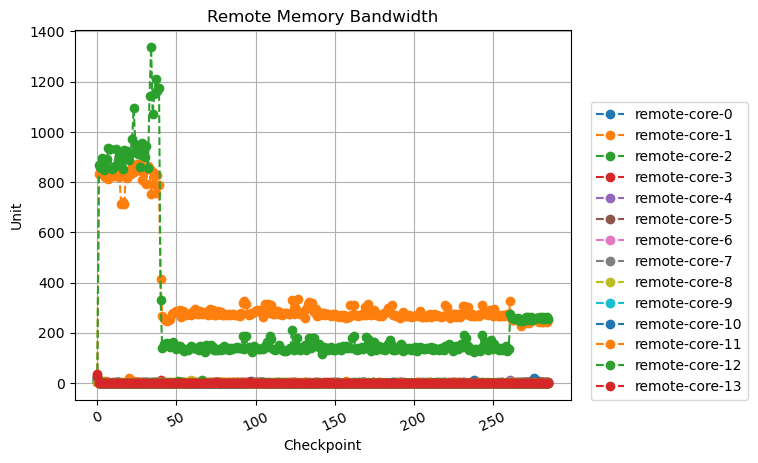 Remote Memory Bandwidth
1400
1200
1000
800
600
400
200
0
Unit
0
50
100
150
200
250
Checkpoint
remote-core-0
remote-core-1
remote-core-2
remote-core-3
remote-core-4
remote-core-5
remote-core-6
remote-core-7
remote-core-8
remote-core-9
remote-core-10
remote-core-11
remote-core-12
remote-core-13